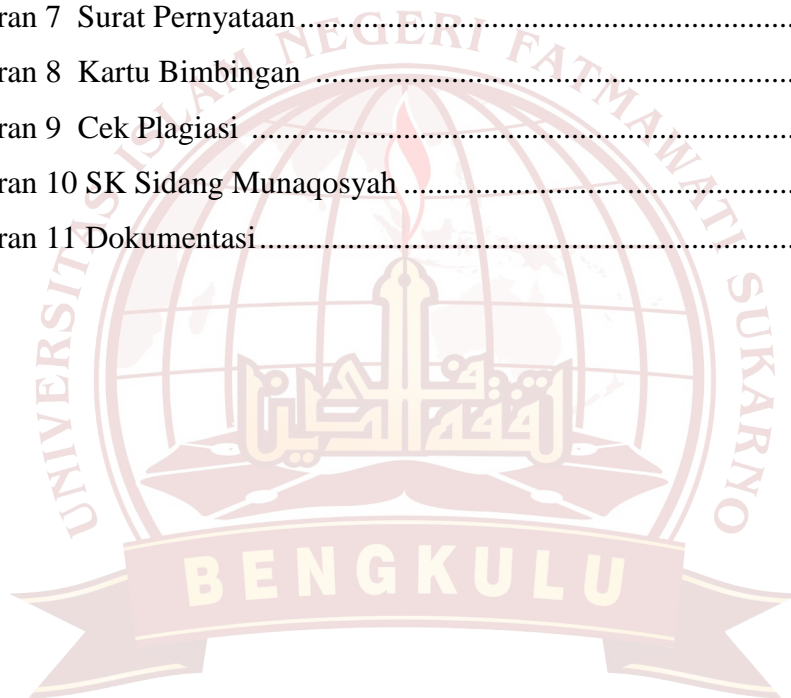 ran 7 Surat Pernyataan.............................................................
ran 8 Kartu Bimbingan ...........................................................
ran 9 Cek Plagiasi ....................................................................
ran 10 SK Sidang Munaqosyah ................................................
ran 11 Dokumentasi..................................................................
UNIVERSITAS ISLAM NEGERI FATMAWATI SUKARNO
BENGKULU